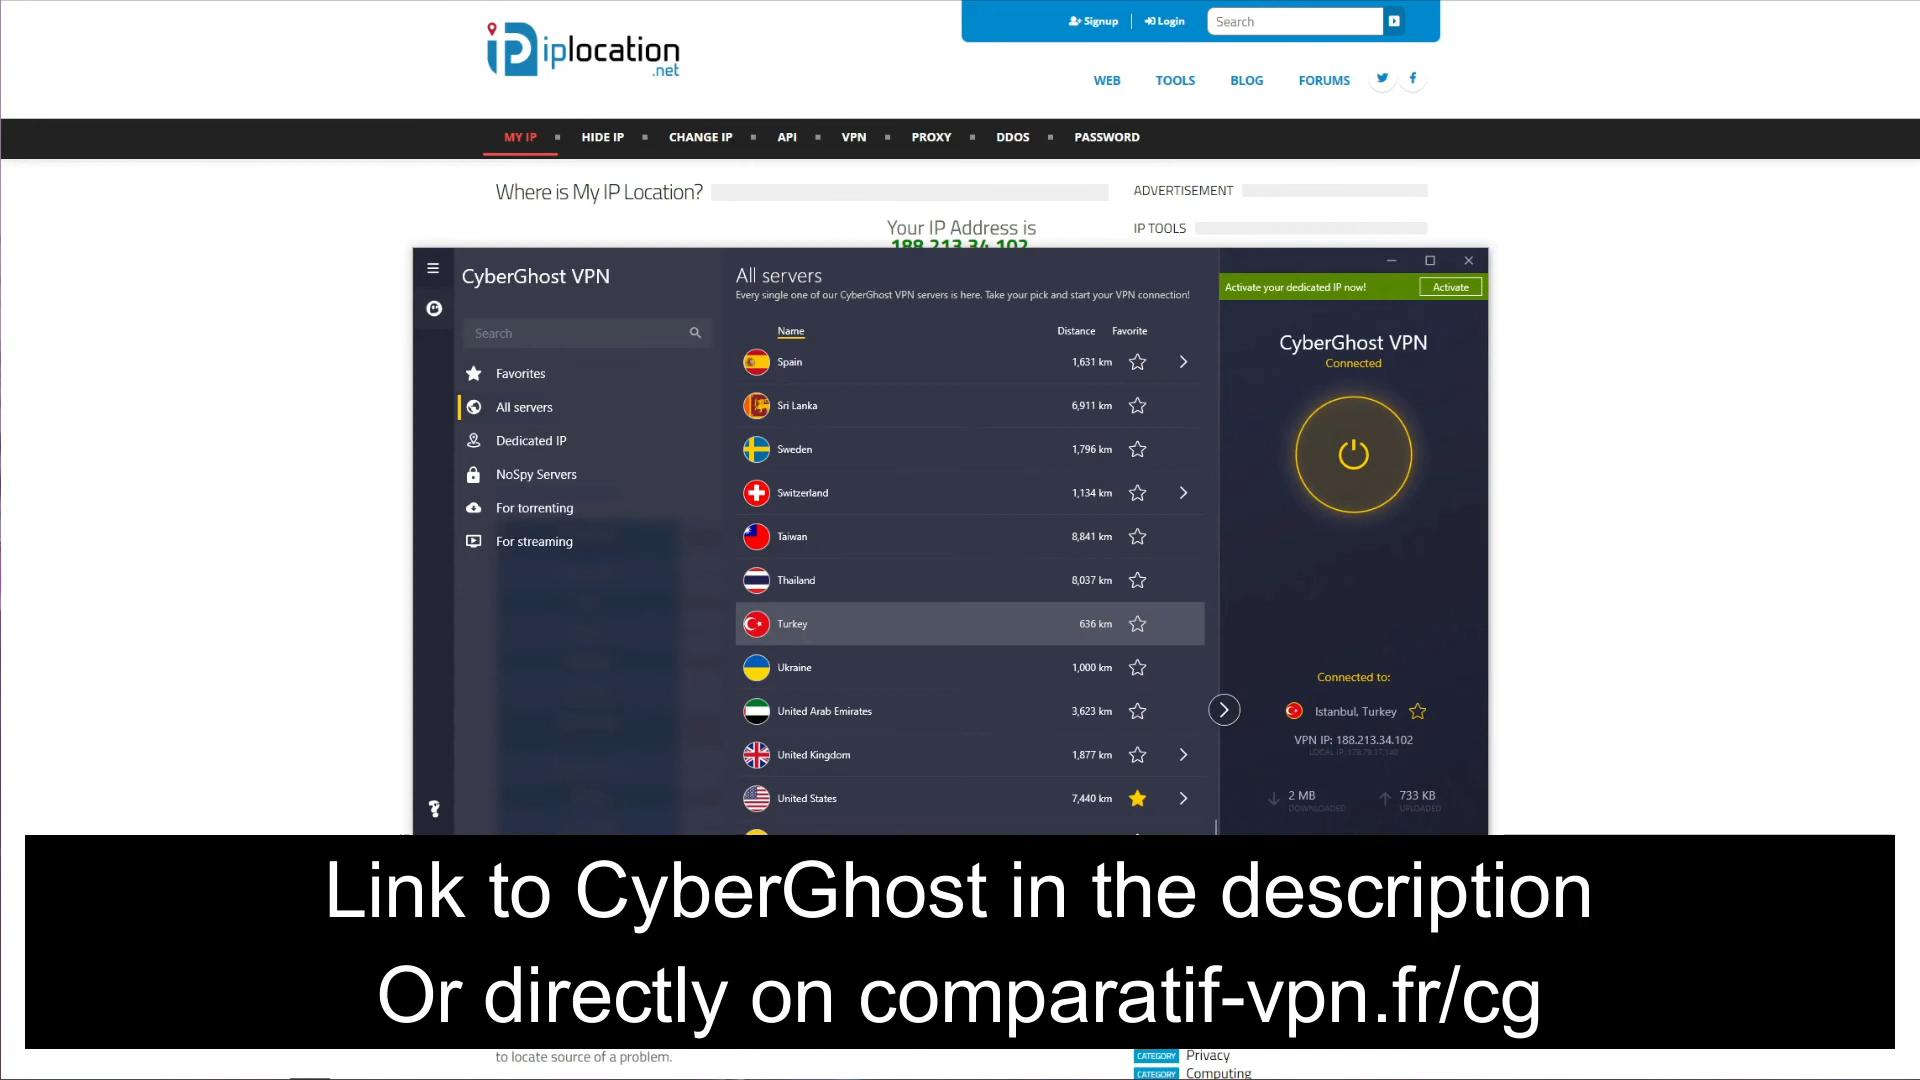 Signup
Login
Search
iplocation
.net
WEB
TOOLS
BLOG
FORUMS
MY IP
HIDE IP
CHANGE IP
API
VPN
PROXY
DDOS
PASSWORD
Where is My IP Location?
ADVERTISEMENT
Your IP Address is
188.213.34.102
IP TOOLS
CyberGhost VPN
Search
Favorites
All servers
Dedicated IP
NoSpy Servers
For torrenting
For streaming
All servers
Every single one of our CyberGhost VPN servers is here. Take your pick and start your VPN connection!
Name Distance Favorite
Spain 1,631 km
Sri Lanka 6,911 km
Sweden 1,796 km
Switzerland 1,134 km
Taiwan 8,841 km
Thailand 8,037 km
Turkey 636 km
Ukraine 1,000 km
United Arab Emirates 3,623 km
United Kingdom 1,877 km
United States 7,440 km
Activate your dedicated IP now!
Activate
CyberGhost VPN
Connected
Connected to:
Istanbul, Turkey
VPN IP: 188.213.34.102
2 MB
DOWNLOADED
733 KB
UPLOADED
Link to CyberGhost in the description
Or directly on comparatif-vpn.fr/cg
to locate source of a problem.
CATEGORY Privacy
CATEGORY Computing